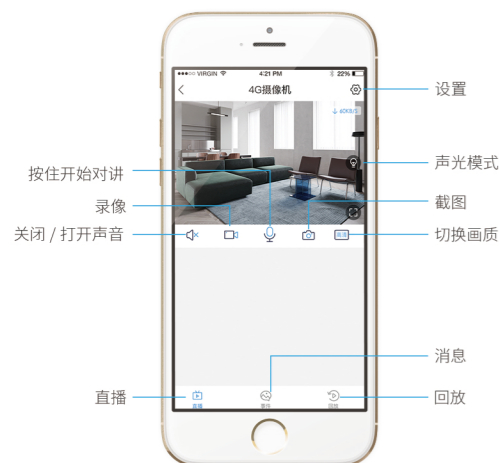 VIRGIN 4:21 PM 22%
4G摄像机
设置
声光模式
按住开始对讲
录像
截图
关闭 / 打开声音
切换画质
消息
直播
回放
直播